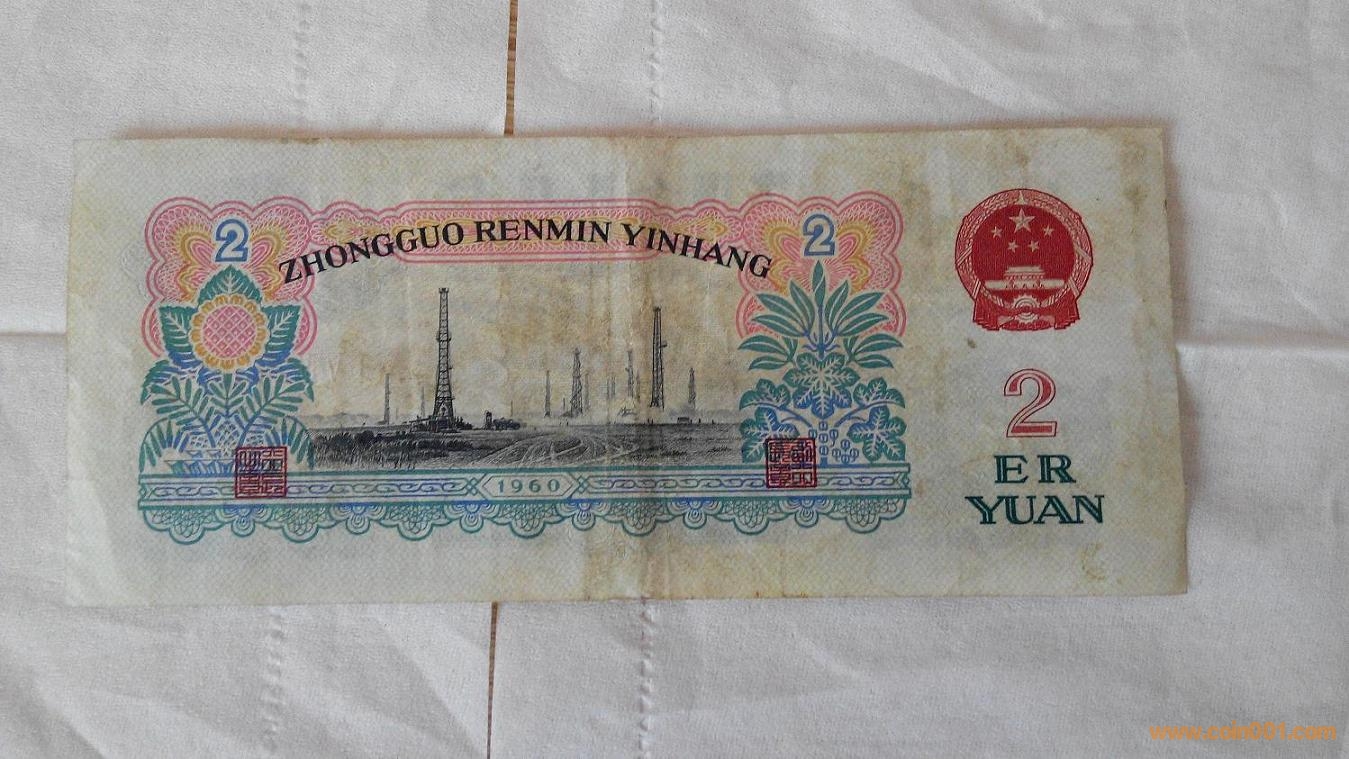 2
2
ZHONGGUO RENMIN YINHANG
2
ER
YUAN
1960
www.coin001.com